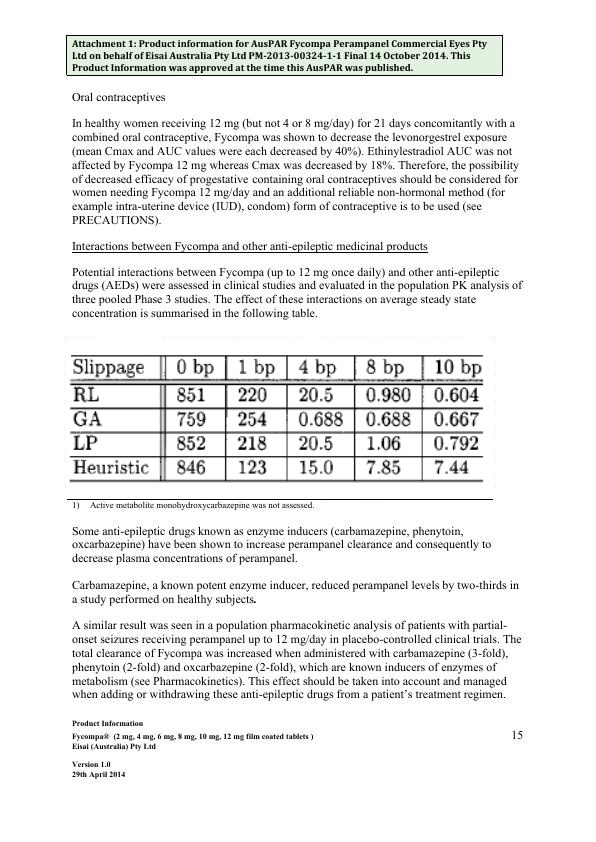 Attachment 1: Product information for AusPAR Fycompa Perampanel Commercial Eyes Pty
Ltd on behalf of Eisai Australia Pty Ltd PM-2013-00324-1-1 Final 14 October 2014. This
Product Information was approved at the time this AusPAR was published.
Oral contraceptives
In healthy women receiving 12 mg (but not 4 or 8 mg/day) for 21 days concomitantly with a
combined oral contraceptive, Fycompa was shown to decrease the levonorgestrel exposure
(mean Cmax and AUC values were each decreased by 40%). Ethinylestradiol AUC was not
affected by Fycompa 12 mg whereas Cmax was decreased by 18%. Therefore, the possibility
of decreased efficacy of progestative containing oral contraceptives should be considered for
women needing Fycompa 12 mg/day and an additional reliable non-hormonal method (for
example intra-uterine device (IUD), condom) form of contraceptive is to be used (see
PRECAUTIONS).
Interactions between Fycompa and other anti-epileptic medicinal products
Potential interactions between Fycompa (up to 12 mg once daily) and other anti-epileptic
drugs (AEDs) were assessed in clinical studies and evaluated in the population PK analysis of
three pooled Phase 3 studies. The effect of these interactions on average steady state
concentration is summarised in the following table.
Slippage 0 bp 1 bp 4 bp 8 bp 10 bp
RL 851 220 20.5 0.980 0.604
GA 759 254 0.688 0.688 0.667
LP 852 218 20.5 1.06 0.792
Heuristic 846 123 15.0 7.85 7.44
1) Active metabolite monohydroxycarbazepine was not assessed.
Some anti-epileptic drugs known as enzyme inducers (carbamazepine, phenytoin,
oxcarbazepine) have been shown to increase perampanel clearance and consequently to
decrease plasma concentrations of perampanel.
Carbamazepine, a known potent enzyme inducer, reduced perampanel levels by two-thirds in
a study performed on healthy subjects.
A similar result was seen in a population pharmacokinetic analysis of patients with partial-
onset seizures receiving perampanel up to 12 mg/day in placebo-controlled clinical trials. The
total clearance of Fycompa was increased when administered with carbamazepine (3-fold),
phenytoin (2-fold) and oxcarbazepine (2-fold), which are known inducers of enzymes of
metabolism (see Pharmacokinetics). This effect should be taken into account and managed
when adding or withdrawing these anti-epileptic drugs from a patient's treatment regimen.
Product Information
Fycompa® (2 mg, 4 mg, 6 mg, 8 mg, 10 mg, 12 mg film coated tablets ) 15
Eisai (Australia) Pty Ltd
Version 1.0
29th April 2014